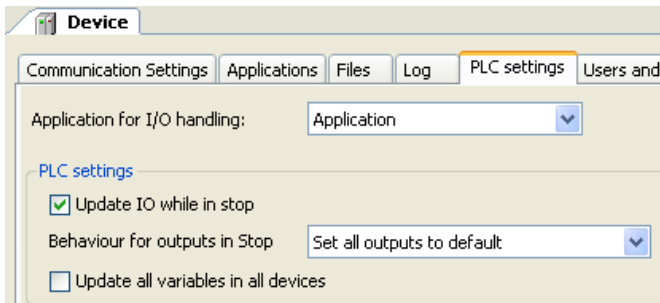 Device
Communication Settings Applications Files Log PLC settings Users and
Application for I/O handling: Application
PLC settings
Update IO while in stop
Behaviour for outputs in Stop Set all outputs to default
Update all variables in all devices